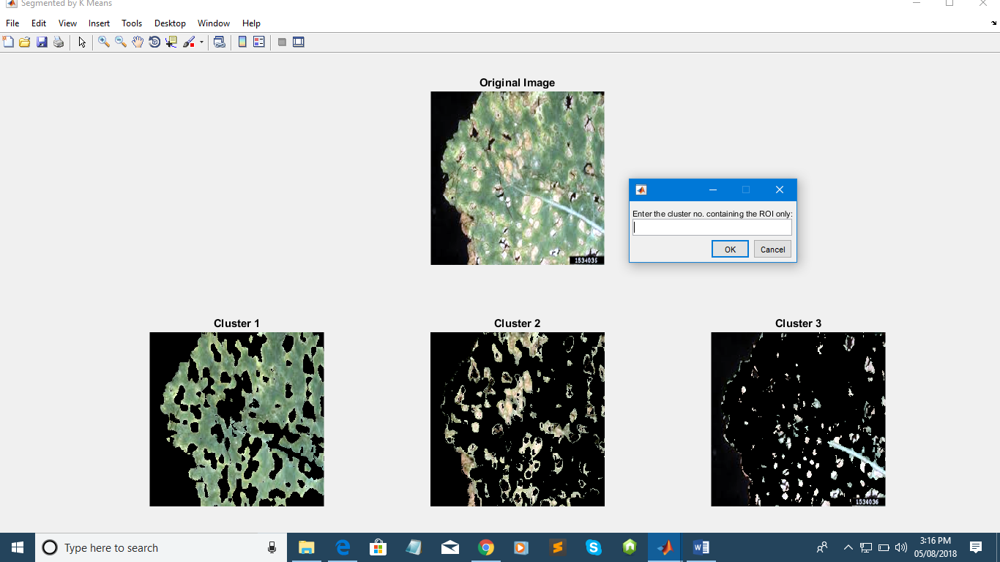 Segmented by K Means
File Edit View Insert Tools Desktop Window Help
Original Image
1534035
Enter the cluster no. containing the ROI only:
OK Cancel
Cluster 1 Cluster 2 Cluster 3
1534036
Type here to search
3:16 PM
05/08/2018